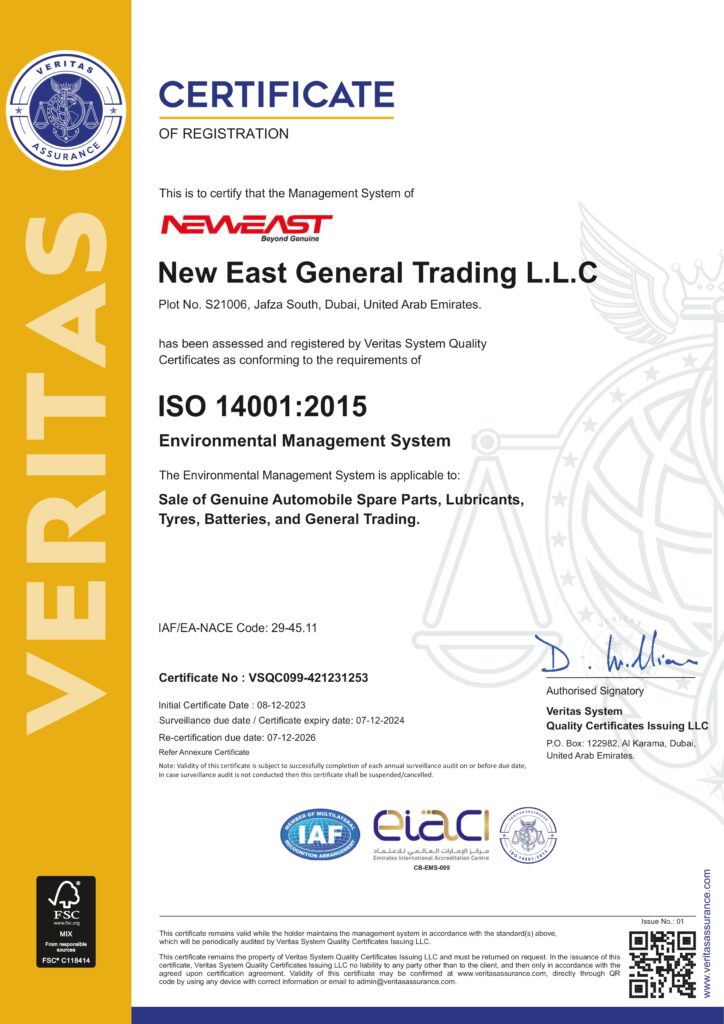 VERITAS
ASSURANCE
VERITAS
CERTIFICATE
OF REGISTRATION
This is to certify that the Management System of
NEWEAST
Beyond Genuine
New East General Trading L.L.C
Plot No. S21006, Jafza South, Dubai, United Arab Emirates.
has been assessed and registered by Veritas System Quality
Certificates as conforming to the requirements of
ISO 14001:2015
Environmental Management System
The Environmental Management System is applicable to:
Sale of Genuine Automobile Spare Parts, Lubricants,
Tyres, Batteries, and General Trading.
IAF/EA-NACE Code: 29-45.11
Certificate No : VSQC099-421231253
Initial Certificate Date : 08-12-2023
Surveillance due date / Certificate expiry date: 07-12-2024
Re-certification due date: 07-12-2026
Refer Annexure Certificate
Note: Validity of this certificate is subject to successfully completion of each annual surveillance audit on or before due date,
In case surveillance audit is not conducted then this certificate shall be suspended/cancelled.
D. William
Authorised Signatory
Veritas System
Quality Certificates Issuing LLC
P.O. Box: 122982, Al Karama, Dubai,
United Arab Emirates.
MEMBER OF MULTILATERAL
IAF
RECOGNITION ARRANGEMENT
eiac
مركز الإمارات العالمي للاعتماد
Emirates International Accreditation Centre
CB-EMS-099
VERITAS ASSURANCE
ISO 14001:2015
FSC
www.fsc.org
MIX
From responsible
sources
FSC® C118414
Issue No.: 01
This certificate remains valid while the holder maintains the management system in accordance with the standard(s) above,
which will be periodically audited by Veritas System Quality Certificates Issuing LLC.
This certificate remains the property of Veritas System Quality Certificates Issuing LLC and must be returned on request. In the issuance of this
certificate, Veritas System Quality Certificates Issuing LLC no liability to any party other than to the client, and then only in accordance with the
agreed upon certification agreement. Validity of this certificate may be confirmed at www.veritasassurance.com, directly through QR
code by using any device with correct information or email to admin@veritasassurance.com.
www.veritasassurance.com